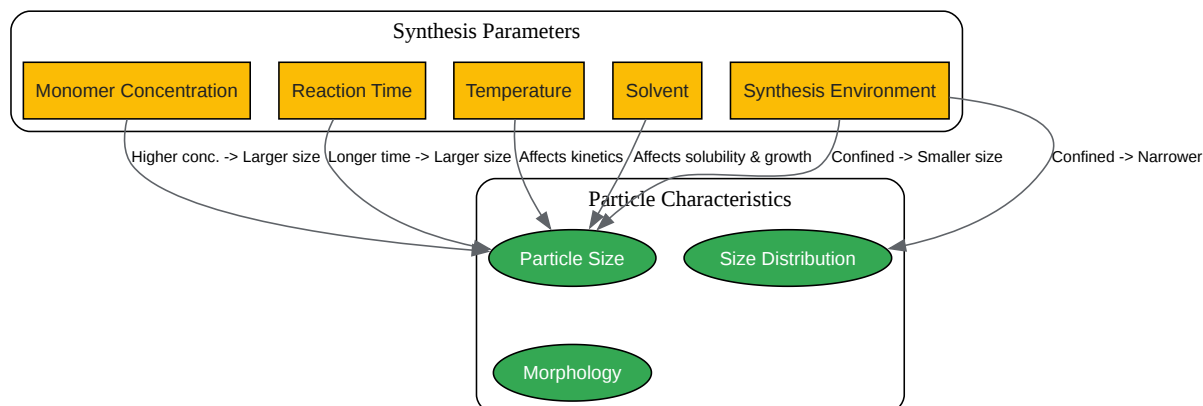 Synthesis Parameters
Monomer Concentration
Reaction Time
Temperature
Solvent
Synthesis Environment
Higher conc. -> Larger size
Longer time -> Larger size
Affects kinetics
Affects solubility & growth
Confined -> Smaller size
Confined -> Narrower
Particle Characteristics
Particle Size
Size Distribution
Morphology